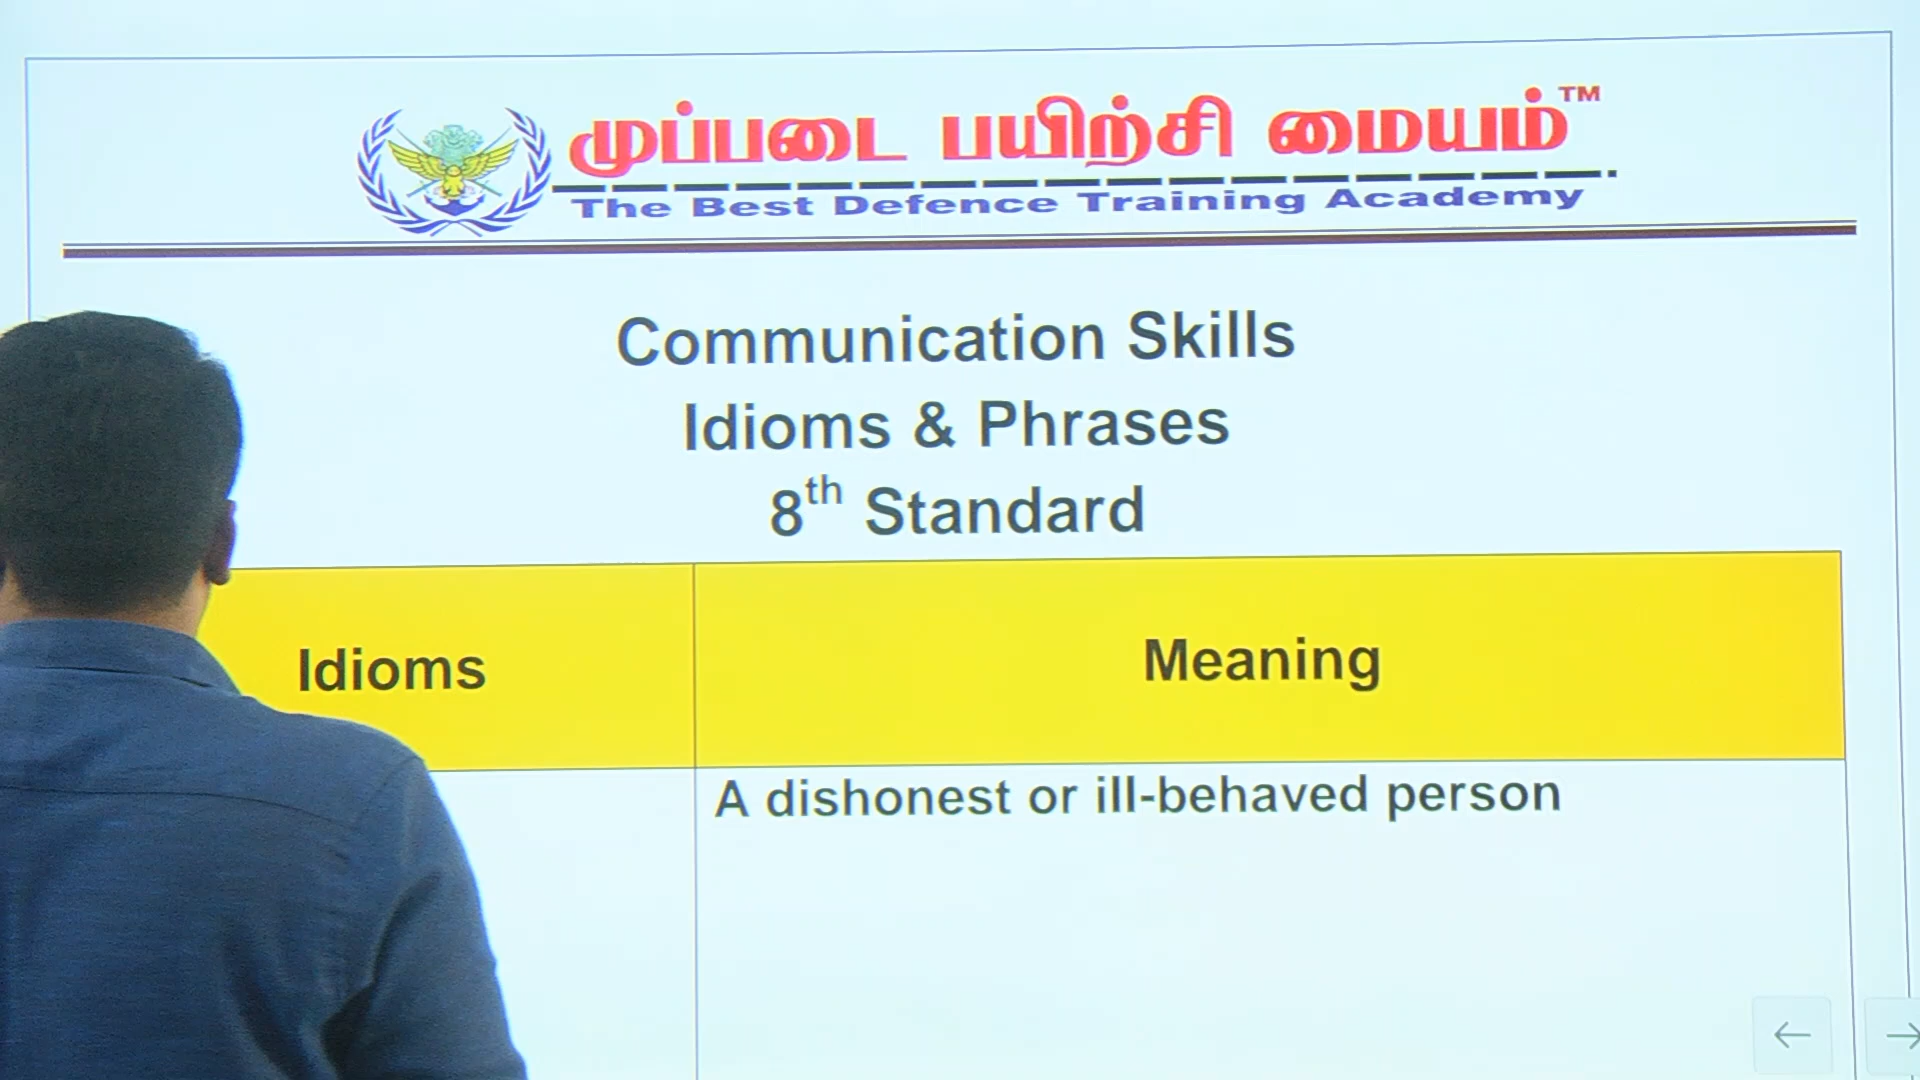 முப்படை பயிற்சி மையம்™
The Best Defence Training Academy
Communication Skills
Idioms & Phrases
8th Standard
Idioms
Meaning
A dishonest or ill-behaved person